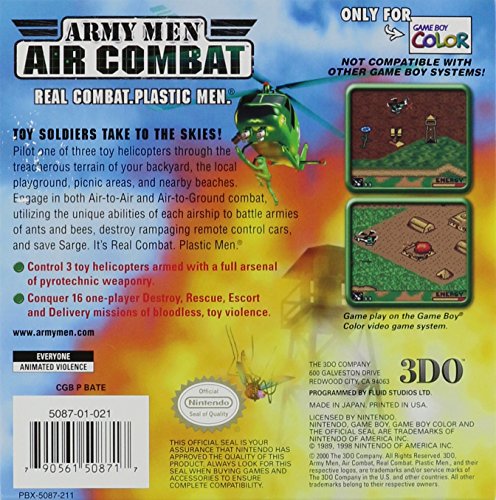 ARMY MEN
AIR COMBAT™
REAL COMBAT. PLASTIC MEN.®
ONLY FOR
GAME BOY
COLOR
NOT COMPATIBLE WITH
OTHER GAME BOY SYSTEMS!
TOY SOLDIERS TAKE TO THE SKIES!
Pilot one of three toy helicopters through the
treacherous terrain of your backyard, the local
playground, picnic areas, and nearby beaches.
Engage in both Air-to-Air and Air-to-Ground combat,
utilizing the unique abilities of each airship to battle armies
of ants and bees, destroy rampaging remote control cars,
and save Sarge. It's Real Combat. Plastic Men.®
Control 3 toy helicopters armed with a full arsenal
of pyrotechnic weaponry.
Conquer 16 one-player Destroy, Rescue, Escort
and Delivery missions of bloodless, toy violence.
www.armymen.com
ENERGY
ENERGY
Game play on the Game Boy®
Color video game system.
EVERYONE
ANIMATED VIOLENCE
CGB P BATE
5087-01-021
7 90561 50871 7
PBX-5087-211
Official
Nintendo
Seal of Quality
THIS OFFICIAL SEAL IS YOUR
ASSURANCE THAT NINTENDO HAS
APPROVED THE QUALITY OF THIS
PRODUCT. ALWAYS LOOK FOR THIS
SEAL WHEN BUYING GAMES AND
ACCESSORIES TO ENSURE COMPLETE
COMPATIBILITY.
THE 3DO COMPANY
600 GALVESTON DRIVE
REDWOOD CITY, CA 94063
3DO™
PROGRAMMED BY FLUID STUDIOS LTD.
MADE IN JAPAN. PRINTED IN USA.
LICENSED BY NINTENDO.
NINTENDO, GAME BOY, GAME BOY COLOR AND
THE OFFICIAL SEAL ARE TRADEMARKS OF
NINTENDO OF AMERICA INC.
© 1989, 1998 NINTENDO OF AMERICA INC.
© 2000 The 3DO Company. All Rights Reserved. 3DO,
Army Men, Air Combat, Real Combat. Plastic Men., and their
respective logos, are trademarks and/or service marks of
The 3DO Company in the U.S. and other countries. All other
trademarks belong to their respective owners.